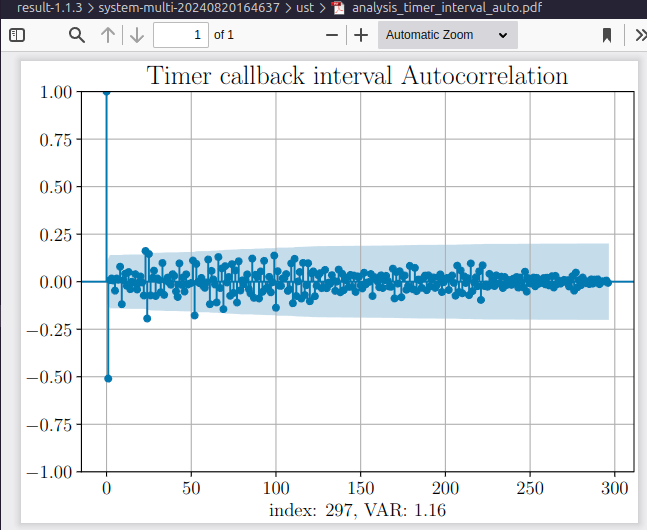 result-1.1.3 > system-multi-20240820164637 > ust > analysis_timer_interval_auto.pdf
1 of 1 Automatic Zoom
Timer callback interval Autocorrelation
1.00
0.75
0.50
0.25
0.00
−0.25
−0.50
−0.75
−1.00
0 50 100 150 200 250 300
index: 297, VAR: 1.16